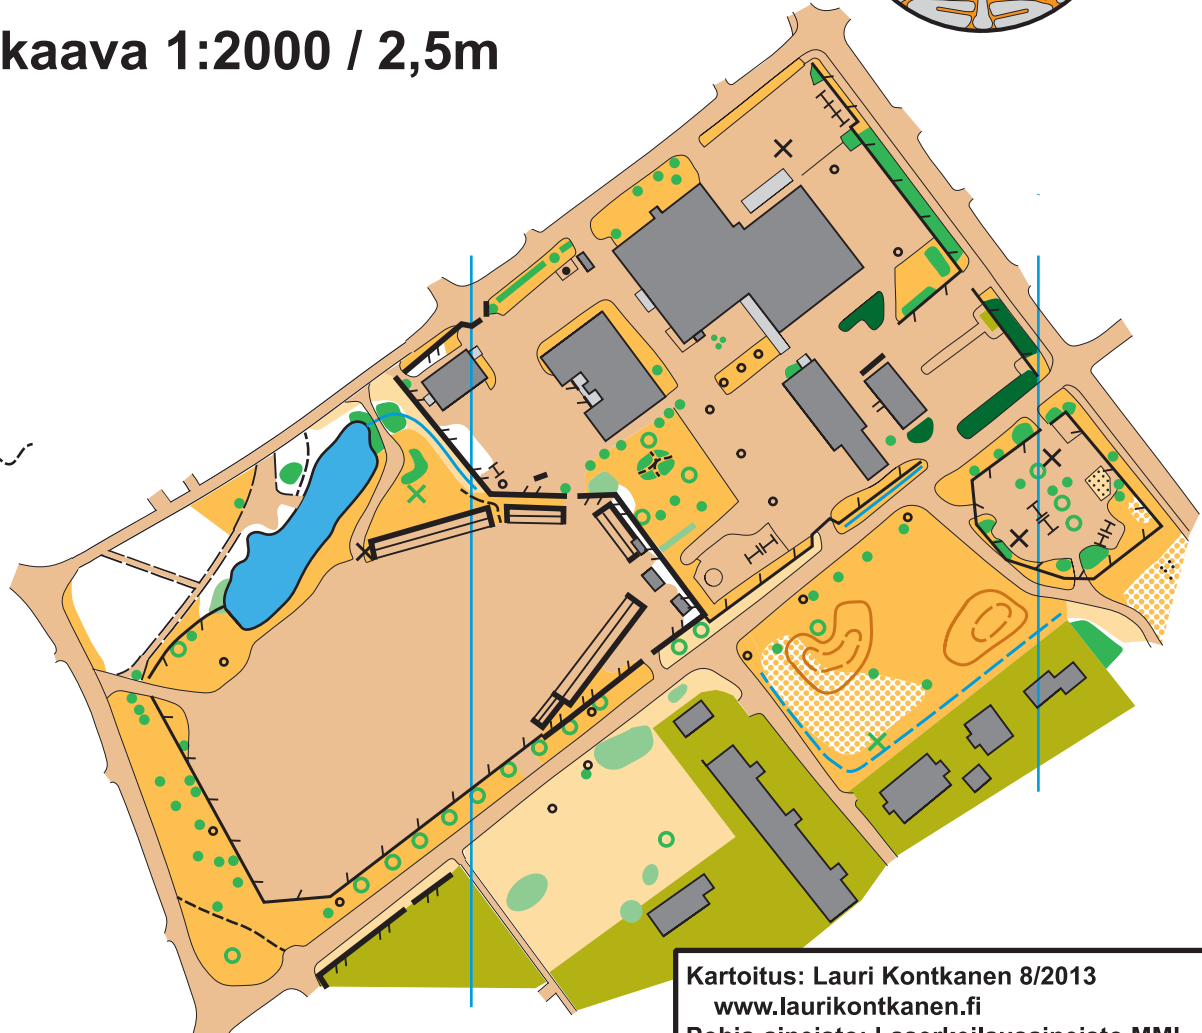 kaava 1:2000 / 2,5m
Kartoitus: Lauri Kontkanen 8/2013
www.laurikontkanen.fi